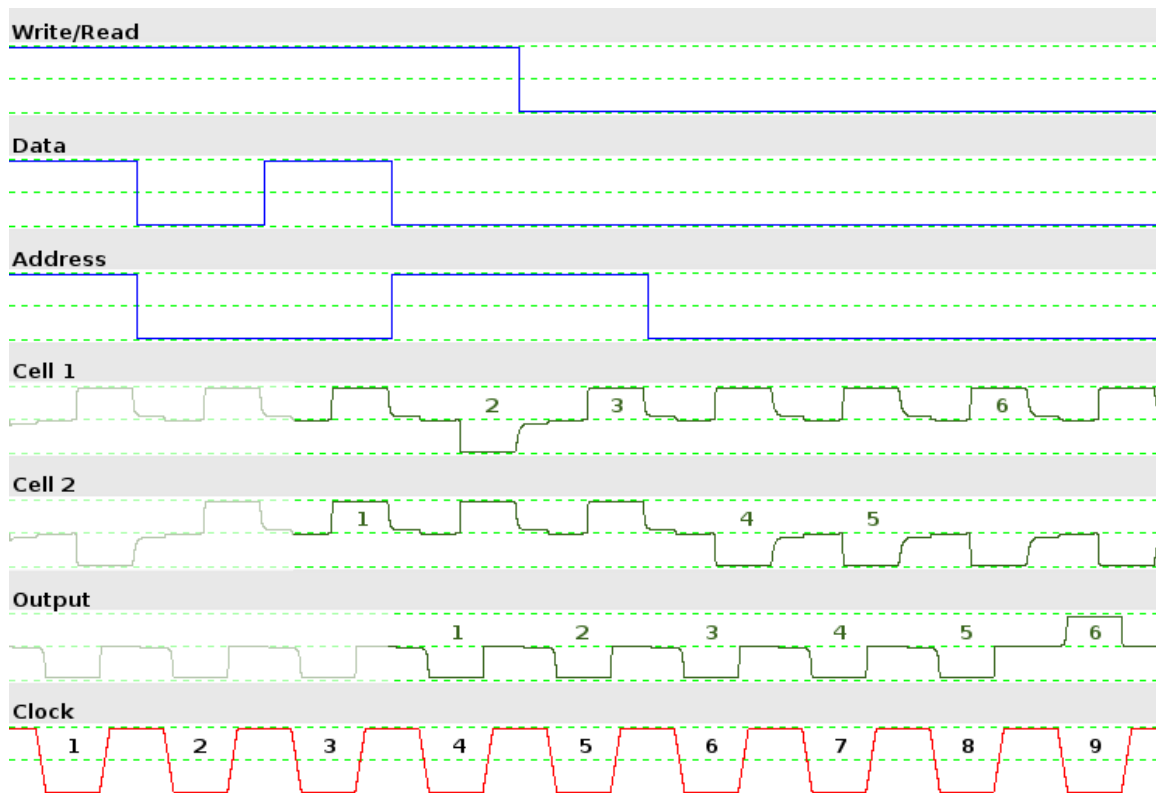 Write/Read
Data
Address
Cell 1
2 3 6
Cell 2
1 4 5
Output
1 2 3 4 5 6
Clock
1 2 3 4 5 6 7 8 9